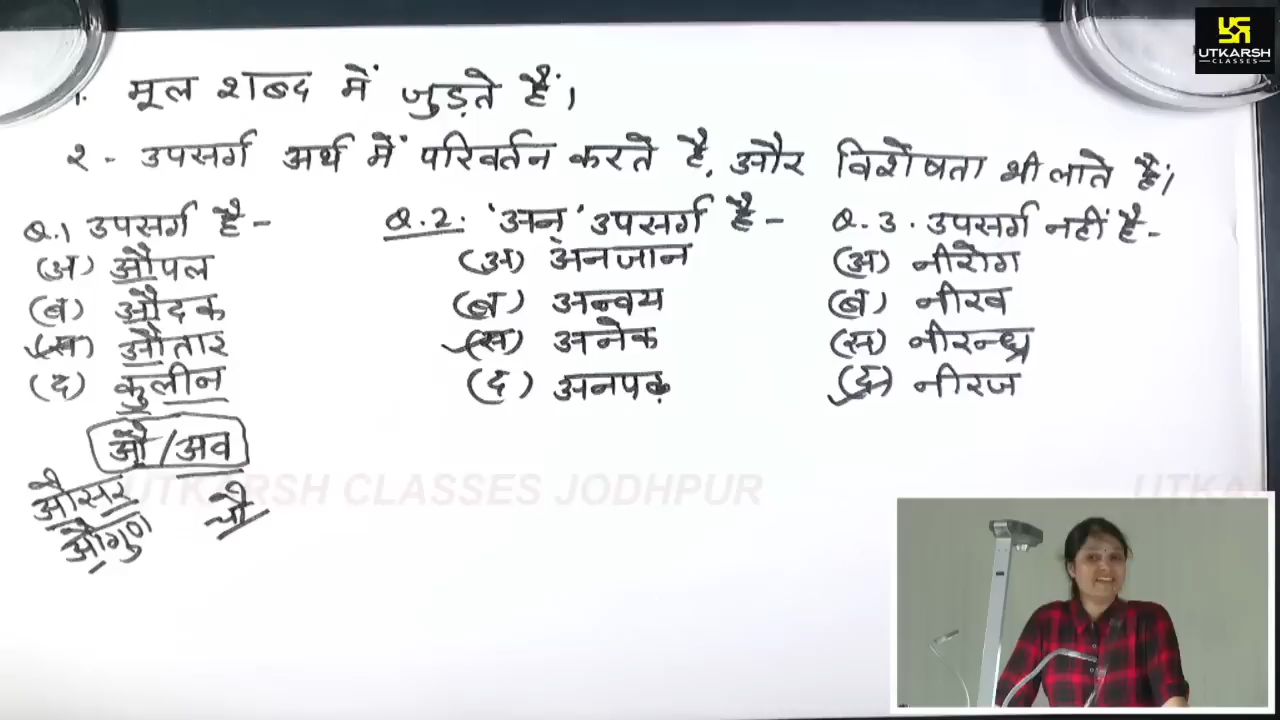 UTKARSH
CLASSES
1. मूल शब्द में जुड़ते हैं।
२ - उपसर्ग अर्थ में परिवर्तन करते है, और विशेषता भी लाते है।
Q.1 उपसर्ग है -
(अ) औपल
(ब) औदक
(स) औतार
(द) कुलीन
औ/अव
औसर
औगुण
चौ
Q.2. 'अन्' उपसर्ग है -
(अ) अनजान
(ब) अन्वय
(स) अनेक
(द) अनपढ़
Q.3. उपसर्ग नहीं है -
(अ) नीरोग
(ब) नीरव
(स) नीरन्ध्र
(द) नीरज
UTKARSH CLASSES JODHPUR